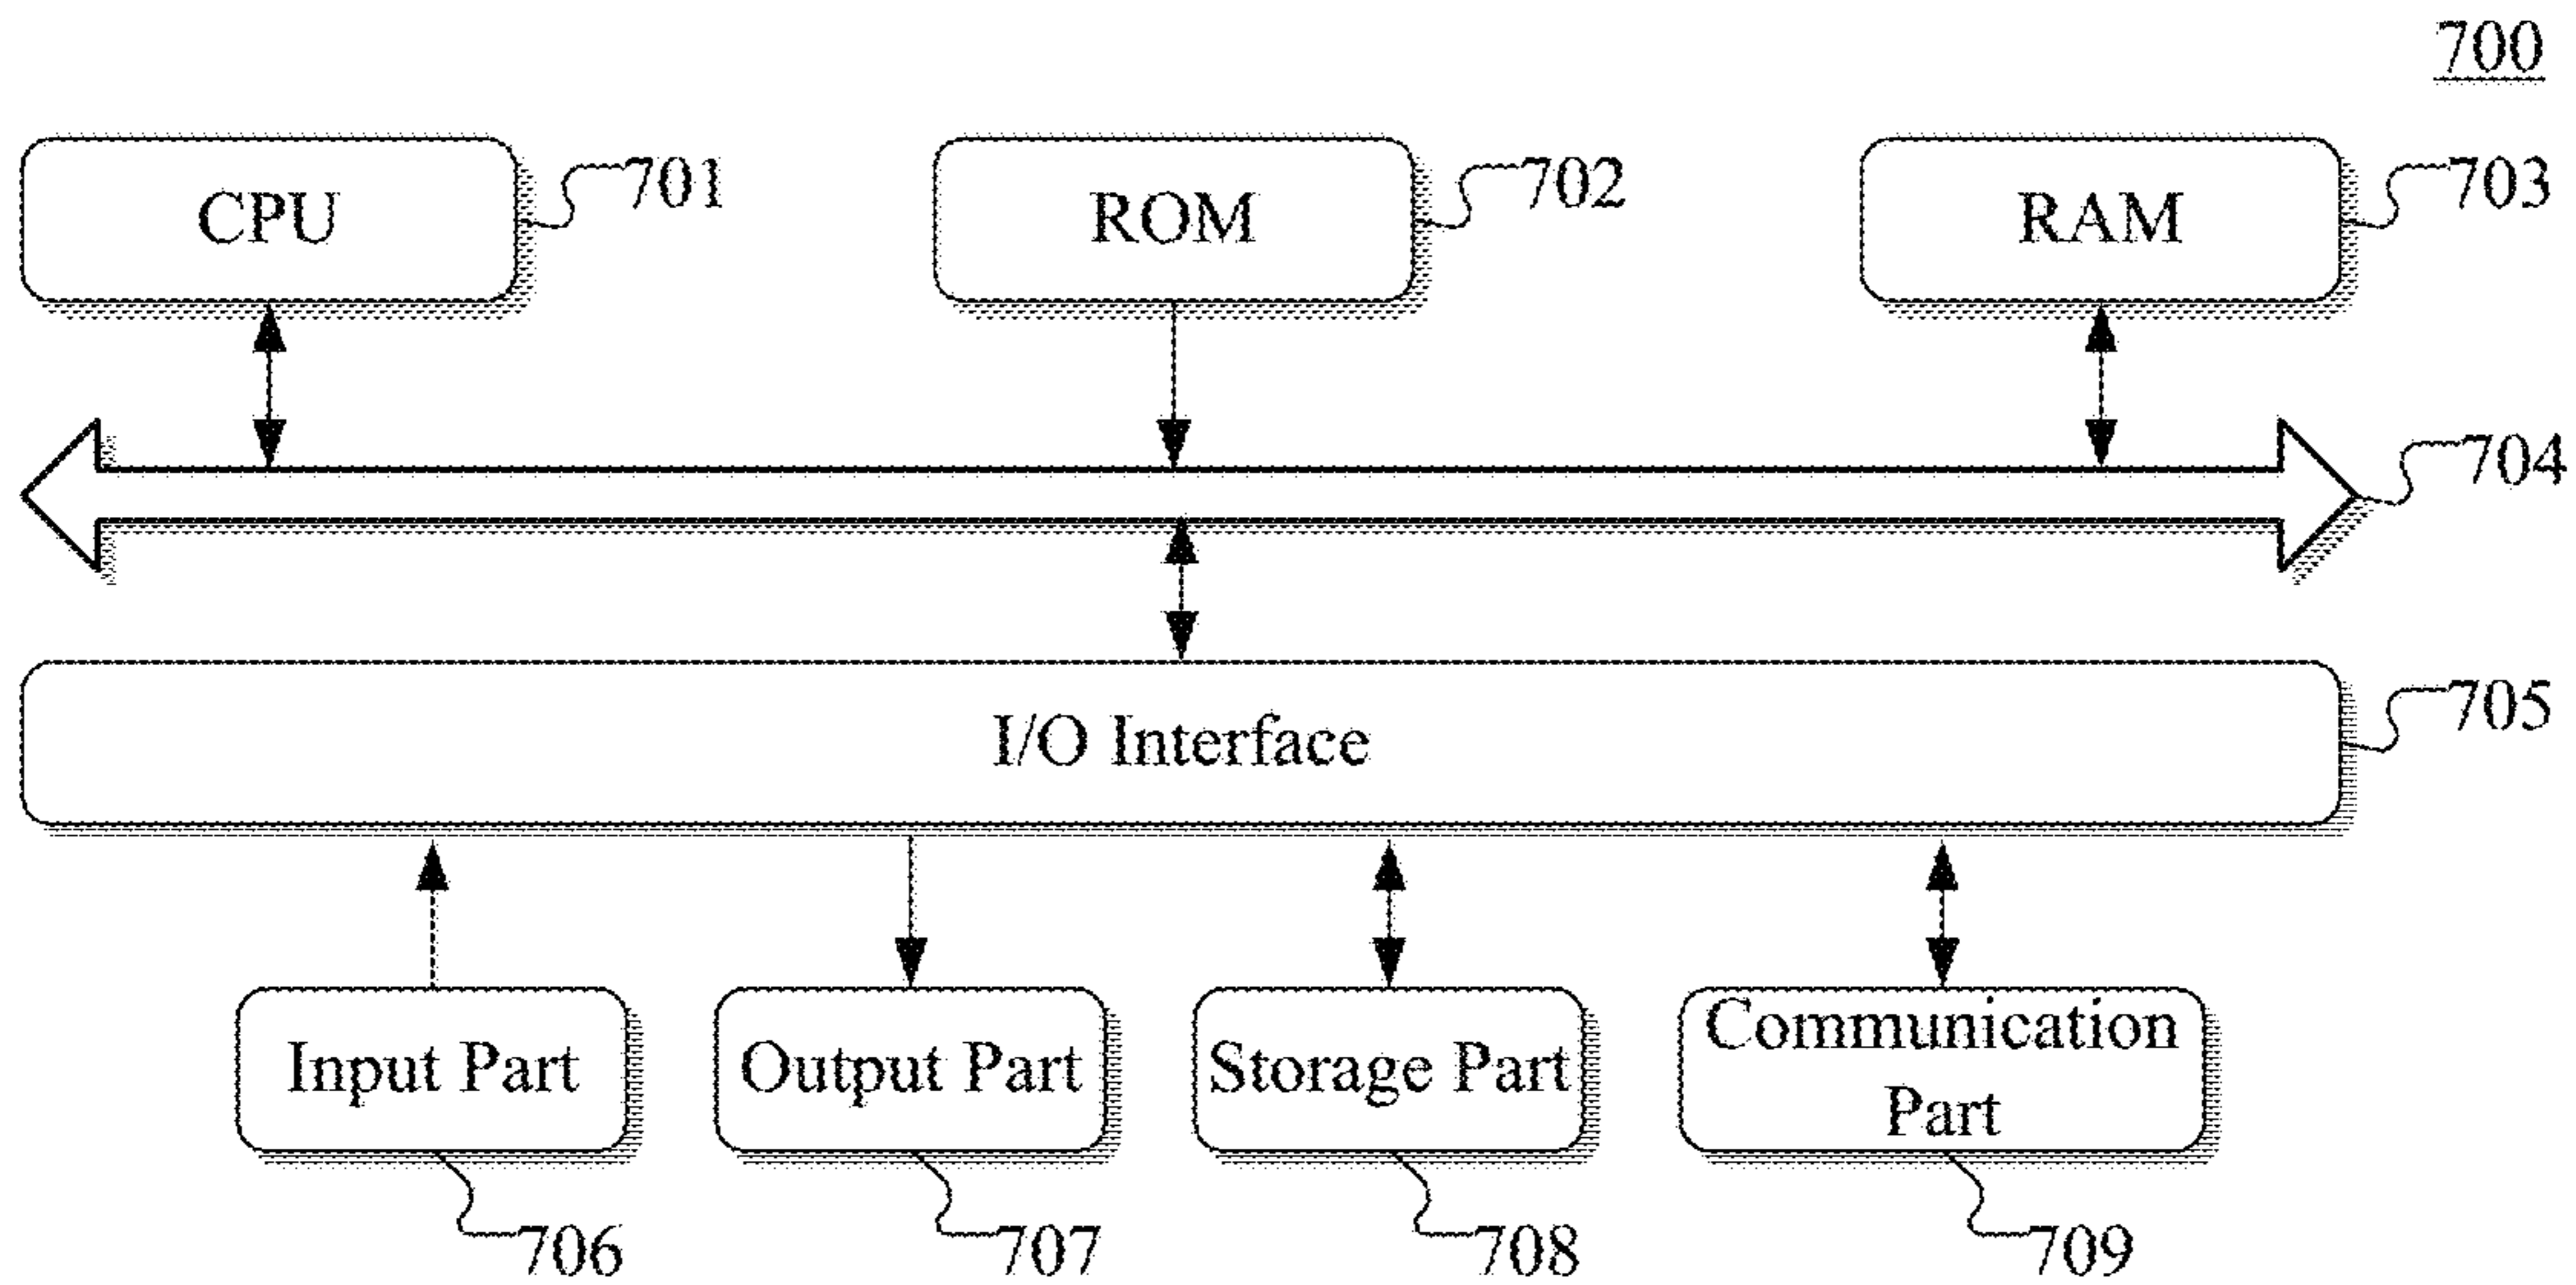 700
CPU
701
ROM
702
RAM
703
704
I/O Interface
705
Input Part
Output Part
Storage Part
Communication
Part
706
707
708
709